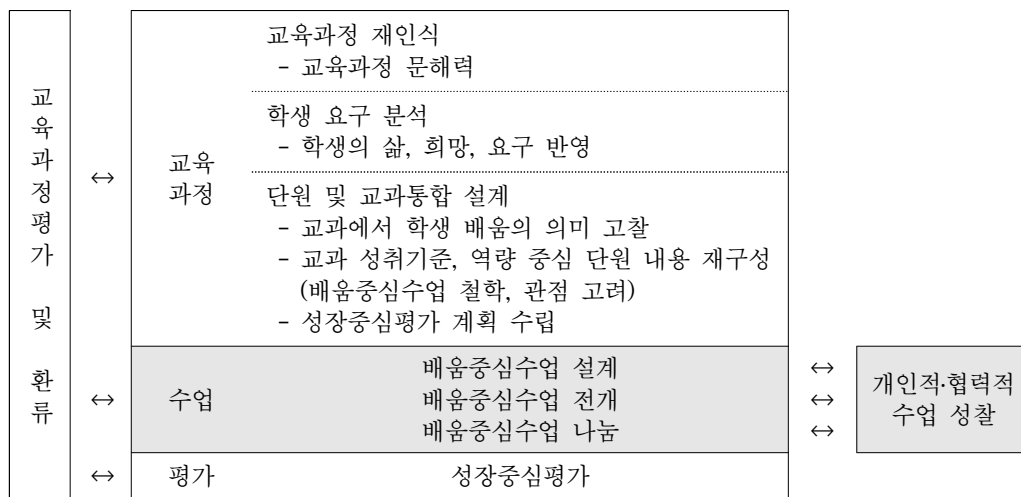 교육과정평가 및 환류
↔
교육
과정
교육과정 재인식
- 교육과정 문해력
학생 요구 분석
- 학생의 삶, 희망, 요구 반영
단원 및 교과통합 설계
- 교과에서 학생 배움의 의미 고찰
- 교과 성취기준, 역량 중심 단원 내용 재구성
(배움중심수업 철학, 관점 고려)
- 성장중심평가 계획 수립
↔
수업
배움중심수업 설계
배움중심수업 전개
배움중심수업 나눔
↔
↔
↔
개인적·협력적
수업 성찰
↔
평가
성장중심평가